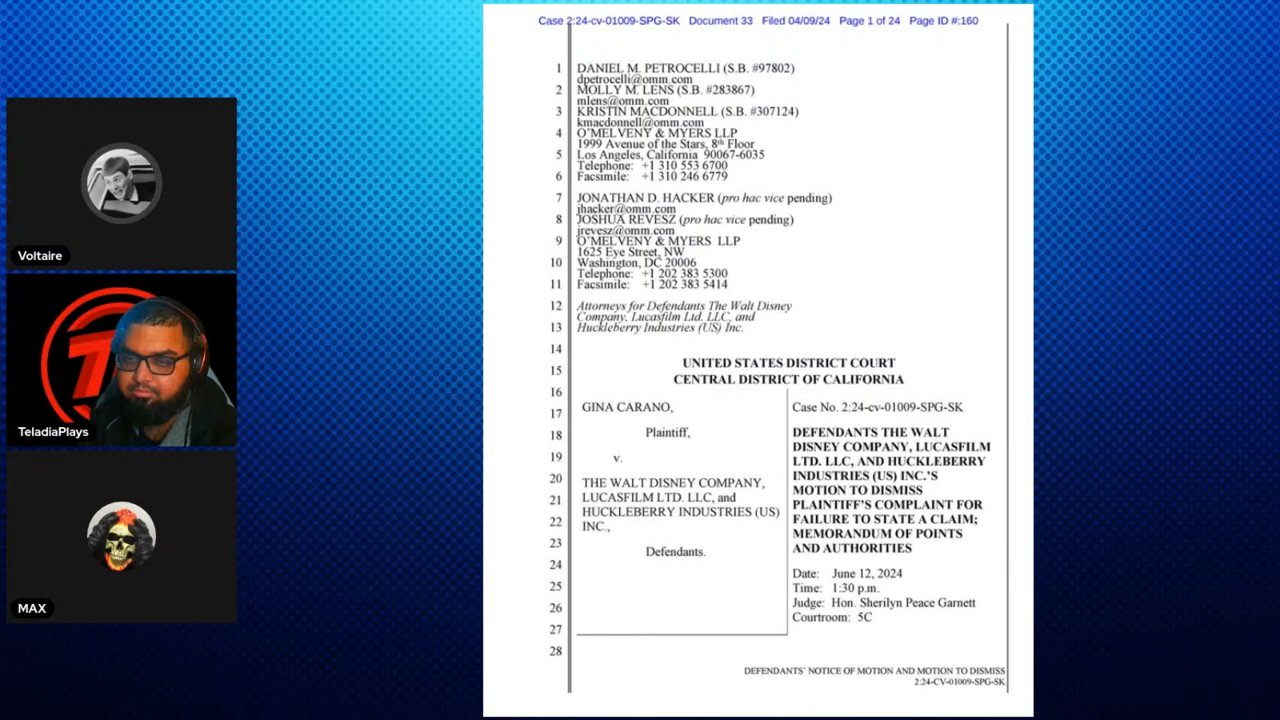 Case 2:24-cv-01009-SPG-SK Document 33 Filed 04/09/24 Page 1 of 24 Page ID #:160
1 DANIEL M. PETROCELLI (S.B. #97802)
dpetrocelli@omm.com
2 MOLLY M. LENS (S.B. #283867)
mlens@omm.com
3 KRISTIN MACDONNELL (S.B. #307124)
kmacdonnell@omm.com
4 O'MELVENY & MYERS LLP
1999 Avenue of the Stars, 8th Floor
5 Los Angeles, California 90067-6035
Telephone: +1 310 553 6700
6 Facsimile: +1 310 246 6779
7 JONATHAN D. HACKER (pro hac vice pending)
jhacker@omm.com
8 JOSHUA REVESZ (pro hac vice pending)
jrevesz@omm.com
9 O'MELVENY & MYERS LLP
1625 Eye Street, NW
10 Washington, DC 20006
Telephone: +1 202 383 5300
11 Facsimile: +1 202 383 5414
12 Attorneys for Defendants The Walt Disney
Company, Lucasfilm Ltd. LLC, and
13 Huckleberry Industries (US) Inc.
14
15 UNITED STATES DISTRICT COURT
CENTRAL DISTRICT OF CALIFORNIA
16
17 GINA CARANO,
18 Plaintiff,
19 v.
20 THE WALT DISNEY COMPANY,
21 LUCASFILM LTD. LLC, and
22 HUCKLEBERRY INDUSTRIES (US)
INC.,
23 Defendants.
24
25
26
27
28
Case No. 2:24-cv-01009-SPG-SK
DEFENDANTS THE WALT
DISNEY COMPANY, LUCASFILM
LTD. LLC, AND HUCKLEBERRY
INDUSTRIES (US) INC.'S
MOTION TO DISMISS
PLAINTIFF'S COMPLAINT FOR
FAILURE TO STATE A CLAIM;
MEMORANDUM OF POINTS
AND AUTHORITIES
Date: June 12, 2024
Time: 1:30 p.m.
Judge: Hon. Sherilyn Peace Garnett
Courtroom: 5C
DEFENDANTS' NOTICE OF MOTION AND MOTION TO DISMISS
2:24-CV-01009-SPG-SK
Voltaire
TeladiaPlays
MAX